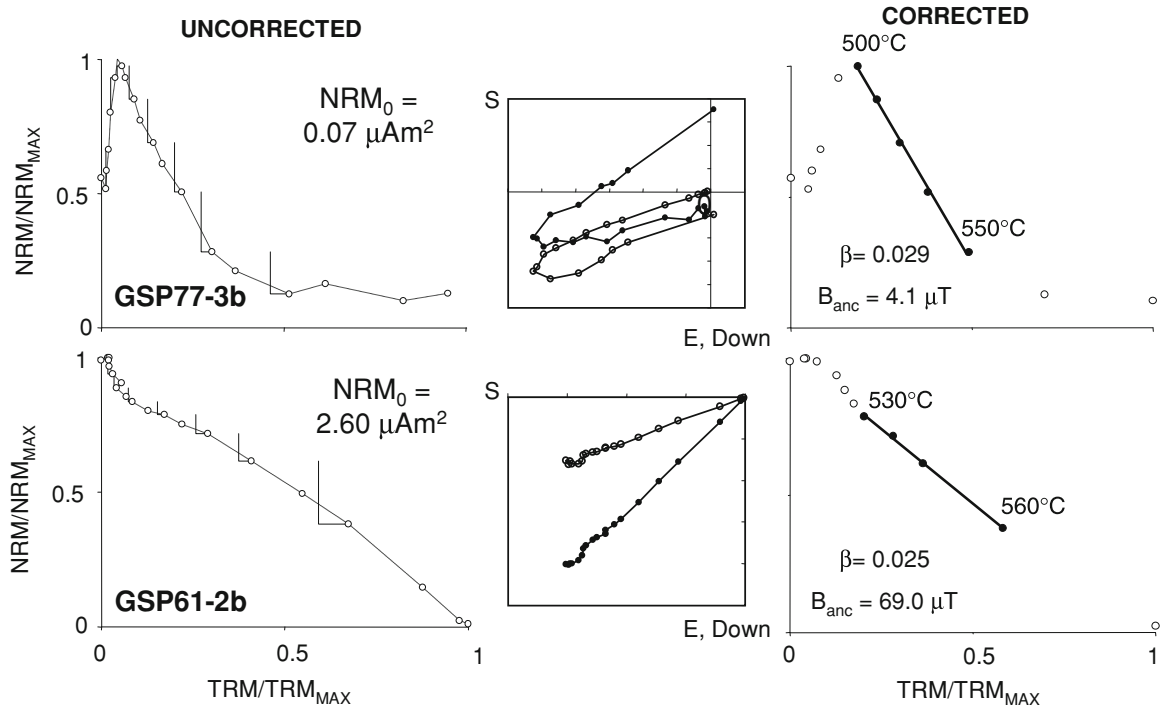 UNCORRECTED
CORRECTED
1
0.5
0
NRM/NRM_MAX
NRM₀ =
0.07 μAm²
GSP77-3b
S
E, Down
500°C
550°C
β= 0.029
B_anc = 4.1 μT
1
0.5
0
NRM/NRM_MAX
NRM₀ =
2.60 μAm²
GSP61-2b
S
E, Down
530°C
560°C
β= 0.025
B_anc = 69.0 μT
0
0.5
1
TRM/TRM_MAX
0
0.5
1
TRM/TRM_MAX